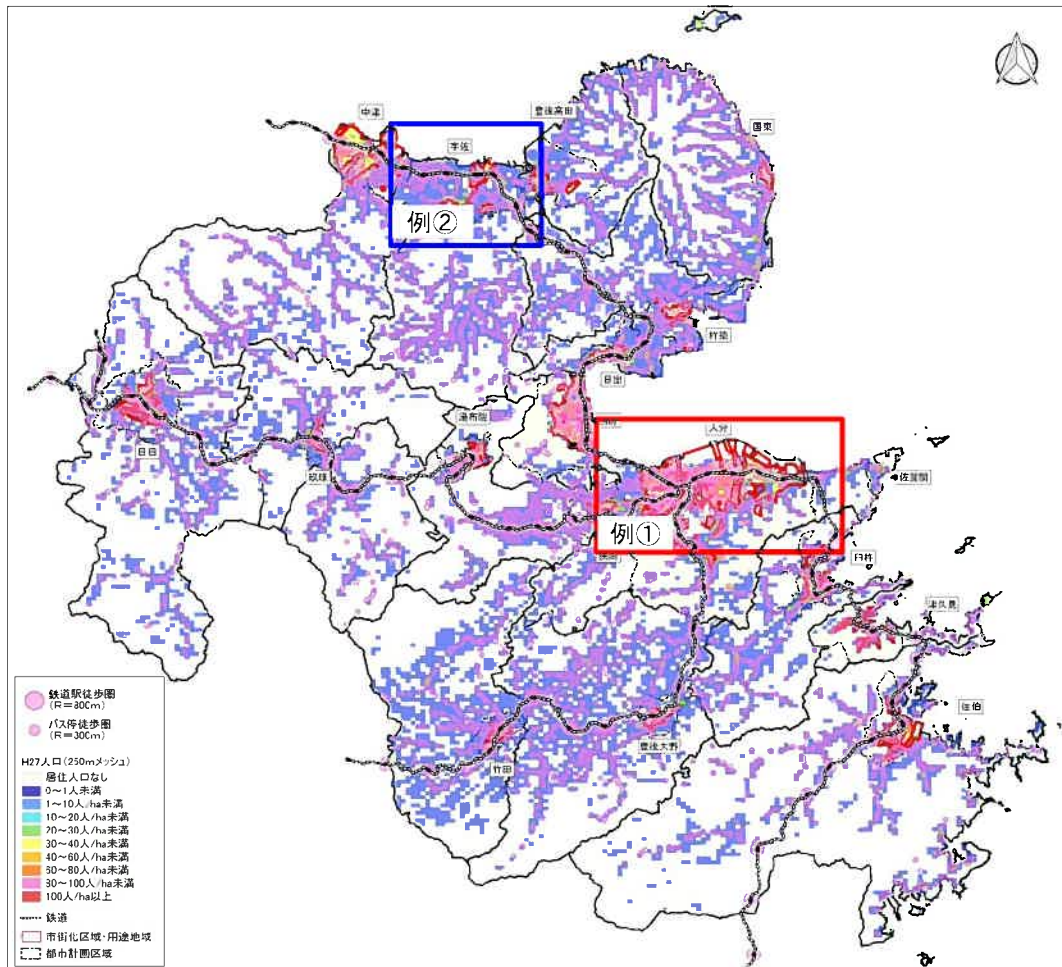 中津
宇佐
豊後高田
国東
例②
杵築
日出
湯布院
大分
日田
玖珠
佐賀関
例①
臼杵
津久見
佐伯
豊後大野
竹田
鉄道駅徒歩圏
(R=800m)
バス停徒歩圏
(R=300m)
H27人口(250mメッシュ)
居住人口なし
0〜1人未満
1〜10人/ha未満
10〜20人/ha未満
20〜30人/ha未満
30〜40人/ha未満
40〜60人/ha未満
60〜80人/ha未満
80〜100人/ha未満
100人/ha以上
鉄道
市街化区域・用途地域
都市計画区域